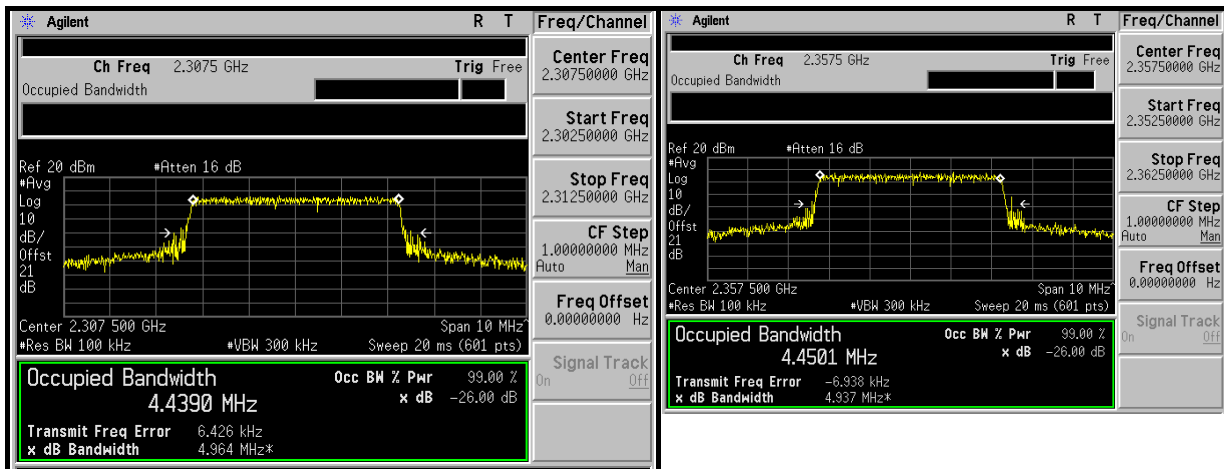 Agilent R T Freq/Channel
Ch Freq 2.3075 GHz Trig Free
Occupied Bandwidth
Center Freq
2.30750000 GHz
Start Freq
2.30250000 GHz
Stop Freq
2.31250000 GHz
CF Step
1.00000000 MHz
Auto Man
Freq Offset
0.00000000 Hz
Signal Track
On Off
Ref 20 dBm #Atten 16 dB
#Avg
Log
10
dB/
Offst
21
dB
Center 2.307 500 GHz Span 10 MHz^
#Res BW 100 kHz #VBW 300 kHz Sweep 20 ms (601 pts)
Occupied Bandwidth Occ BW % Pwr 99.00 %
4.4390 MHz x dB -26.00 dB
Transmit Freq Error 6.426 kHz
x dB Bandwidth 4.964 MHz*
Agilent R T Freq/Channel
Ch Freq 2.3575 GHz Trig Free
Occupied Bandwidth
Center Freq
2.35750000 GHz
Start Freq
2.35250000 GHz
Stop Freq
2.36250000 GHz
CF Step
1.00000000 MHz
Auto Man
Freq Offset
0.00000000 Hz
Signal Track
On Off
Ref 20 dBm #Atten 16 dB
#Avg
Log
10
dB/
Offst
21
dB
Center 2.357 500 GHz Span 10 MHz^
#Res BW 100 kHz #VBW 300 kHz Sweep 20 ms (601 pts)
Occupied Bandwidth Occ BW % Pwr 99.00 %
4.4501 MHz x dB -26.00 dB
Transmit Freq Error -6.938 kHz
x dB Bandwidth 4.937 MHz*